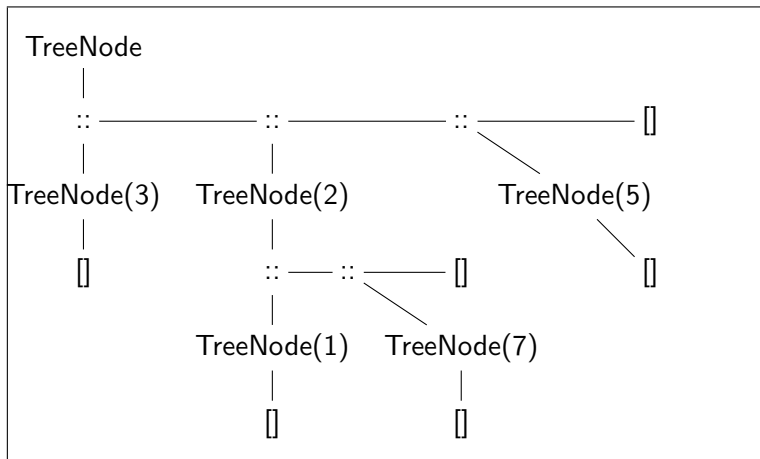 TreeNode
:: :: :: []
TreeNode(3) TreeNode(2) TreeNode(5)
[] :: :: [] []
TreeNode(1) TreeNode(7)
[] []